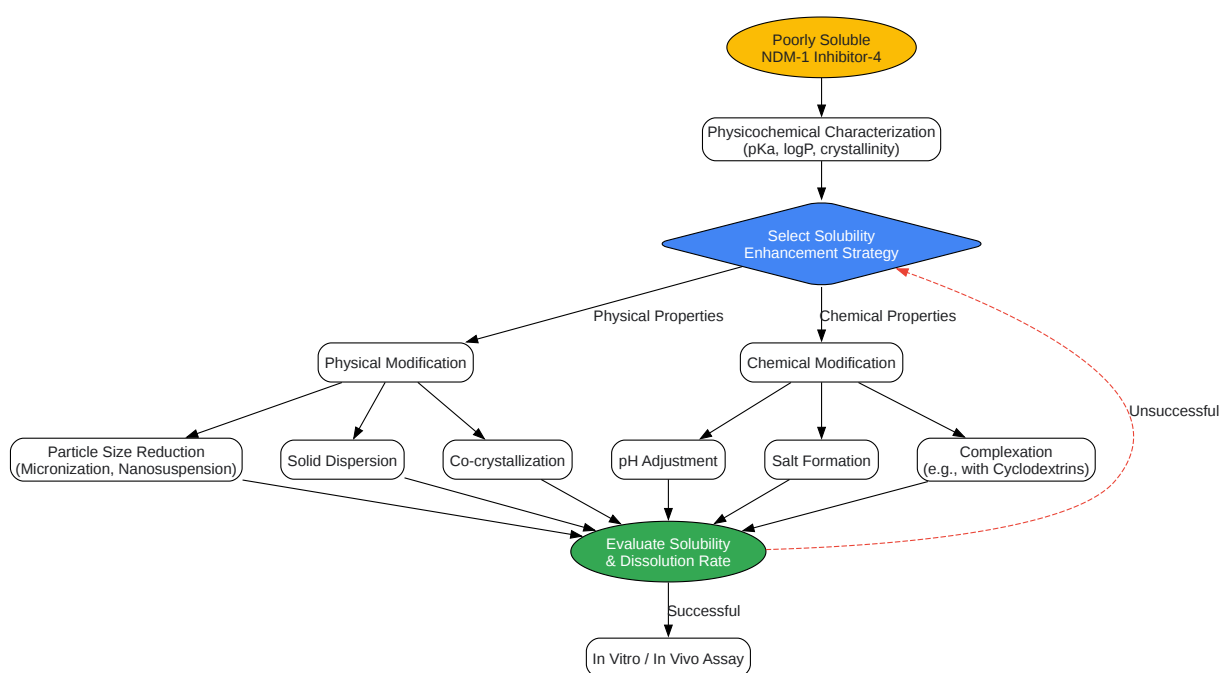 Poorly Soluble
NDM-1 Inhibitor-4
Physicochemical Characterization
(pKa, logP, crystallinity)
Select Solubility
Enhancement Strategy
Physical Properties
Chemical Properties
Physical Modification
Chemical Modification
Unsuccessful
Particle Size Reduction
(Micronization, Nanosuspension)
Solid Dispersion
Co-crystallization
pH Adjustment
Salt Formation
Complexation
(e.g., with Cyclodextrins)
Evaluate Solubility
& Dissolution Rate
Successful
In Vitro / In Vivo Assay